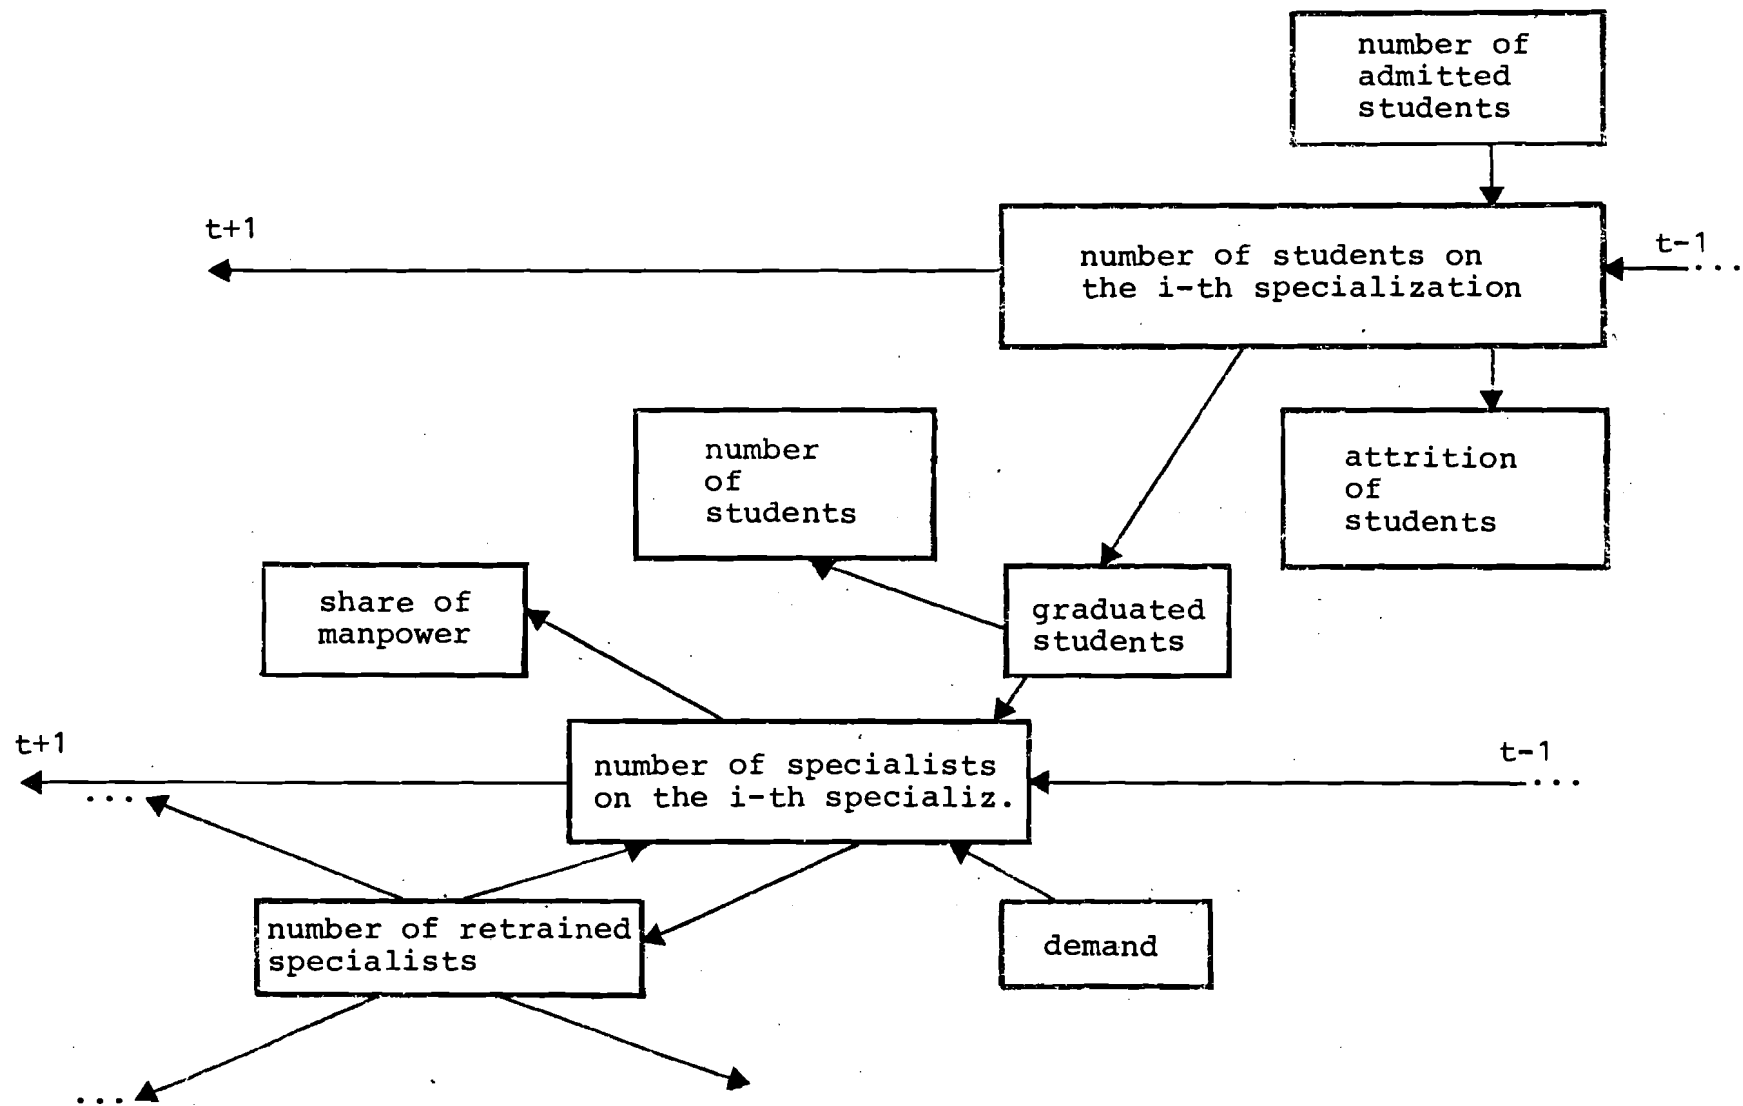 number of
admitted
students
t+1
number of students on
the i-th specialization
t-1
...
number
of
students
attrition
of
students
share of
manpower
graduated
students
t+1
number of specialists
on the i-th specializ.
t-1
...
...
number of retrained
specialists
demand
...